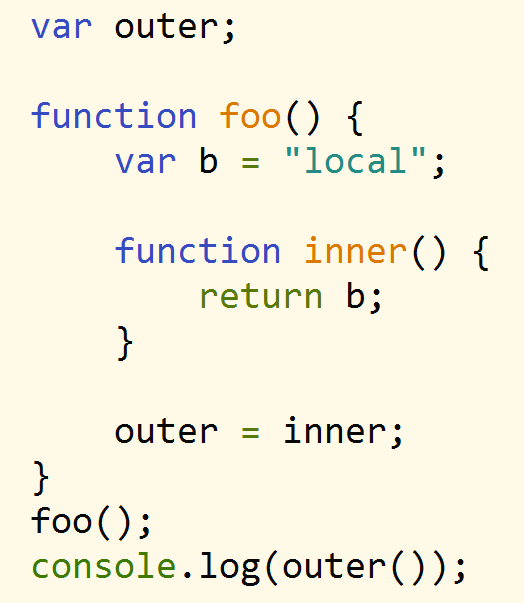 var outer;
function foo() {
    var b = "local";
    function inner() {
        return b;
    }
    outer = inner;
}
foo();
console.log(outer());